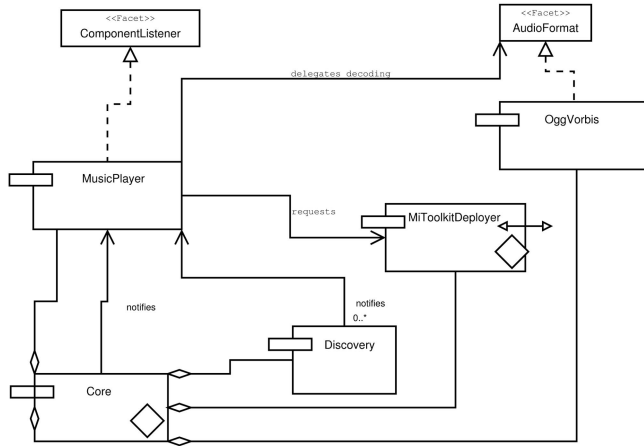 <<Facet>>
ComponentListener
<<Facet>>
AudioFormat
delegates decoding
OggVorbis
MusicPlayer
requests
MiToolkitDeployer
notifies
notifies
0..*
Discovery
Core